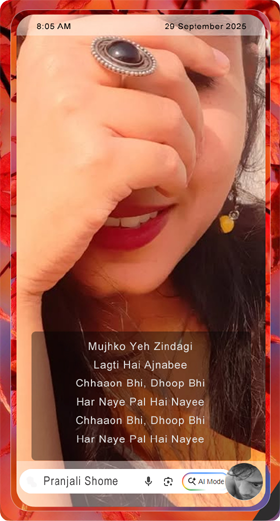 8:05 AM 29 September 2025
Mujhko Yeh Zindagi
Lagti Hai Ajnabee
Chhaaon Bhi, Dhoop Bhi
Har Naye Pal Hai Nayee
Chhaaon Bhi, Dhoop Bhi
Har Naye Pal Hai Nayee
Pranjali Shome AI Mode